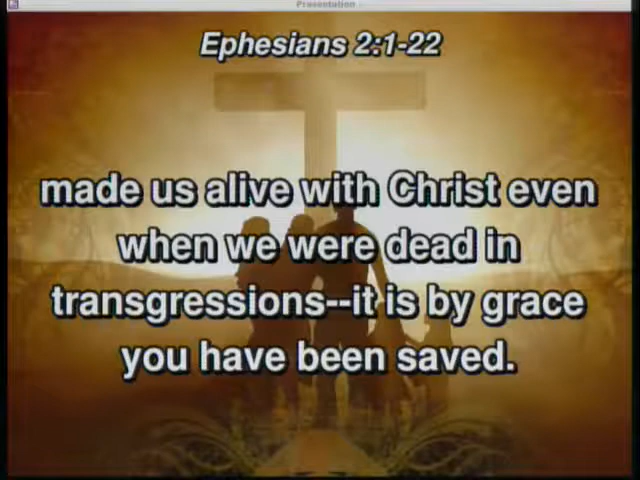 Presentation
Ephesians 2:1-22
made us alive with Christ even
when we were dead in
transgressions--it is by grace
you have been saved.